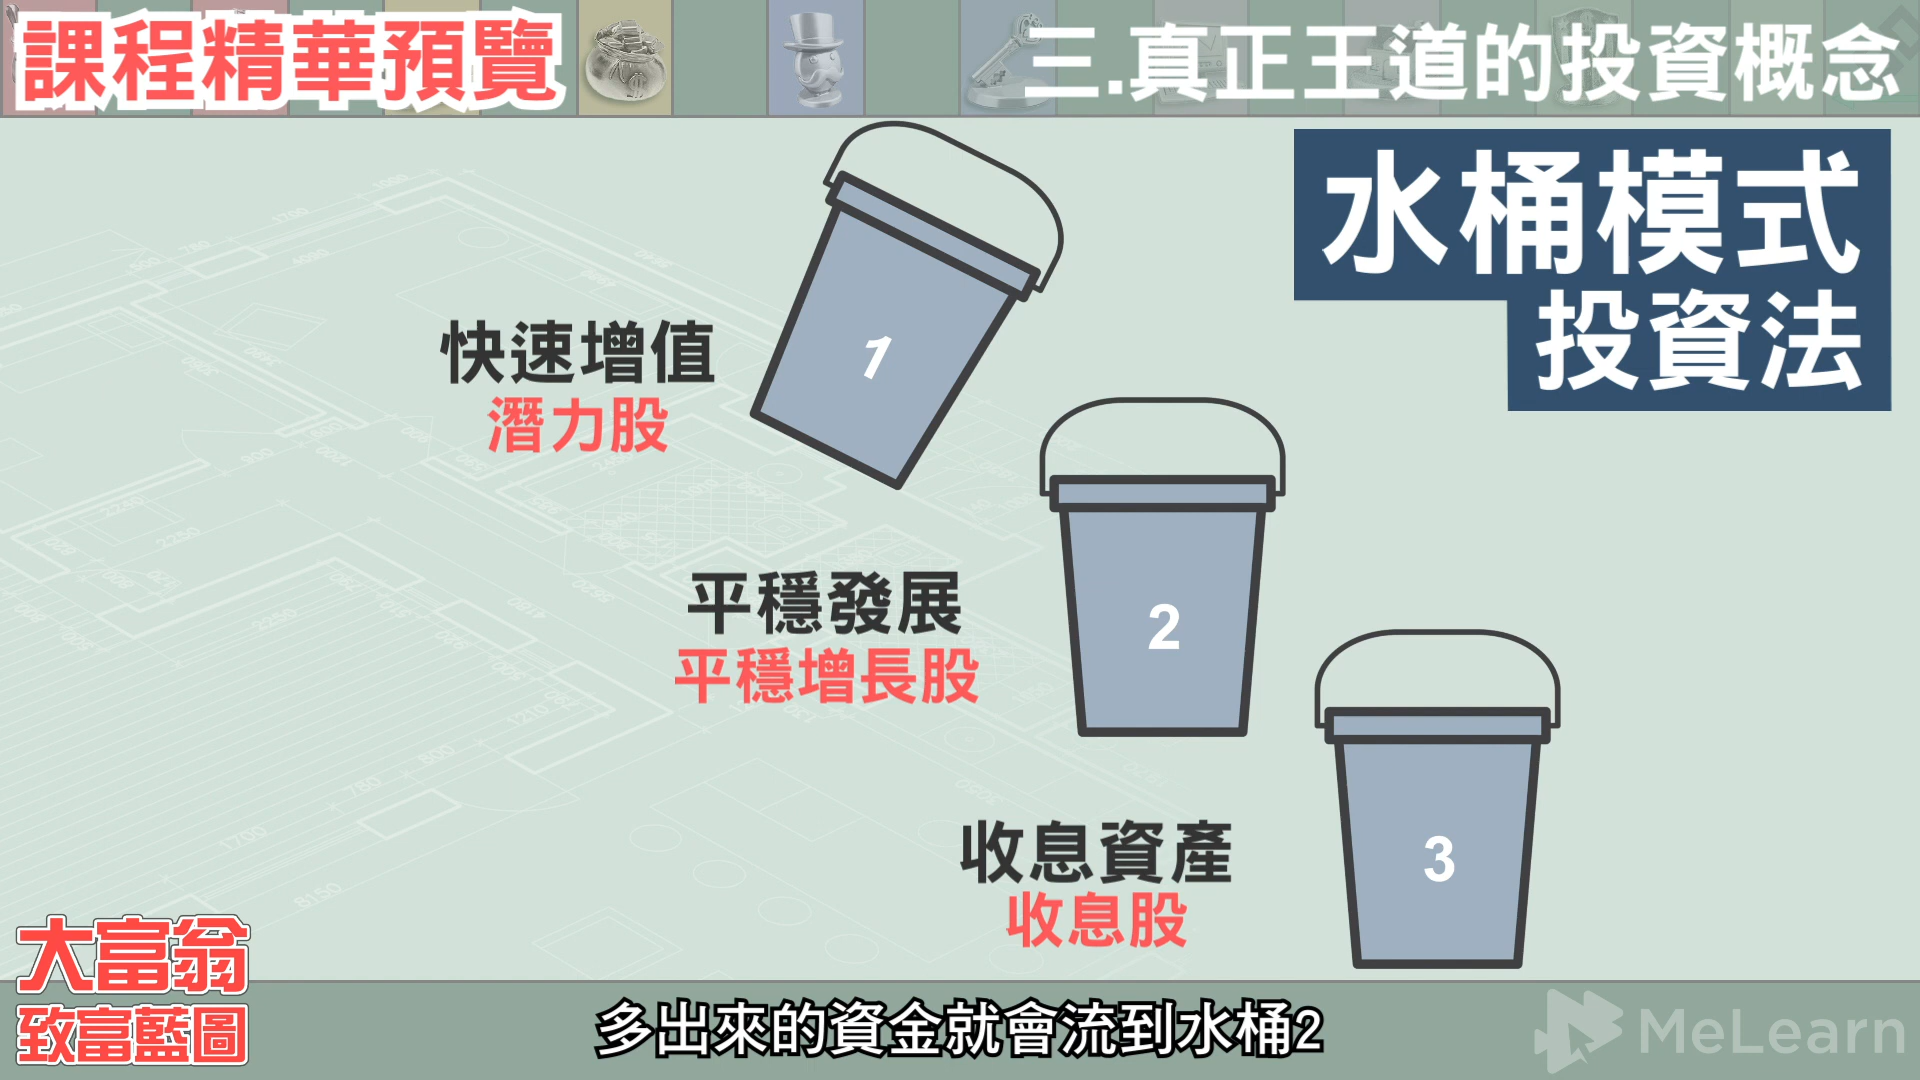 課程精華預覽
三.真正王道的投資概念
水桶模式
投資法
1
快速增值
潛力股
2
平穩發展
平穩增長股
3
收息資產
收息股
大富翁
致富藍圖
多出來的資金就會流到水桶2
MeLearn